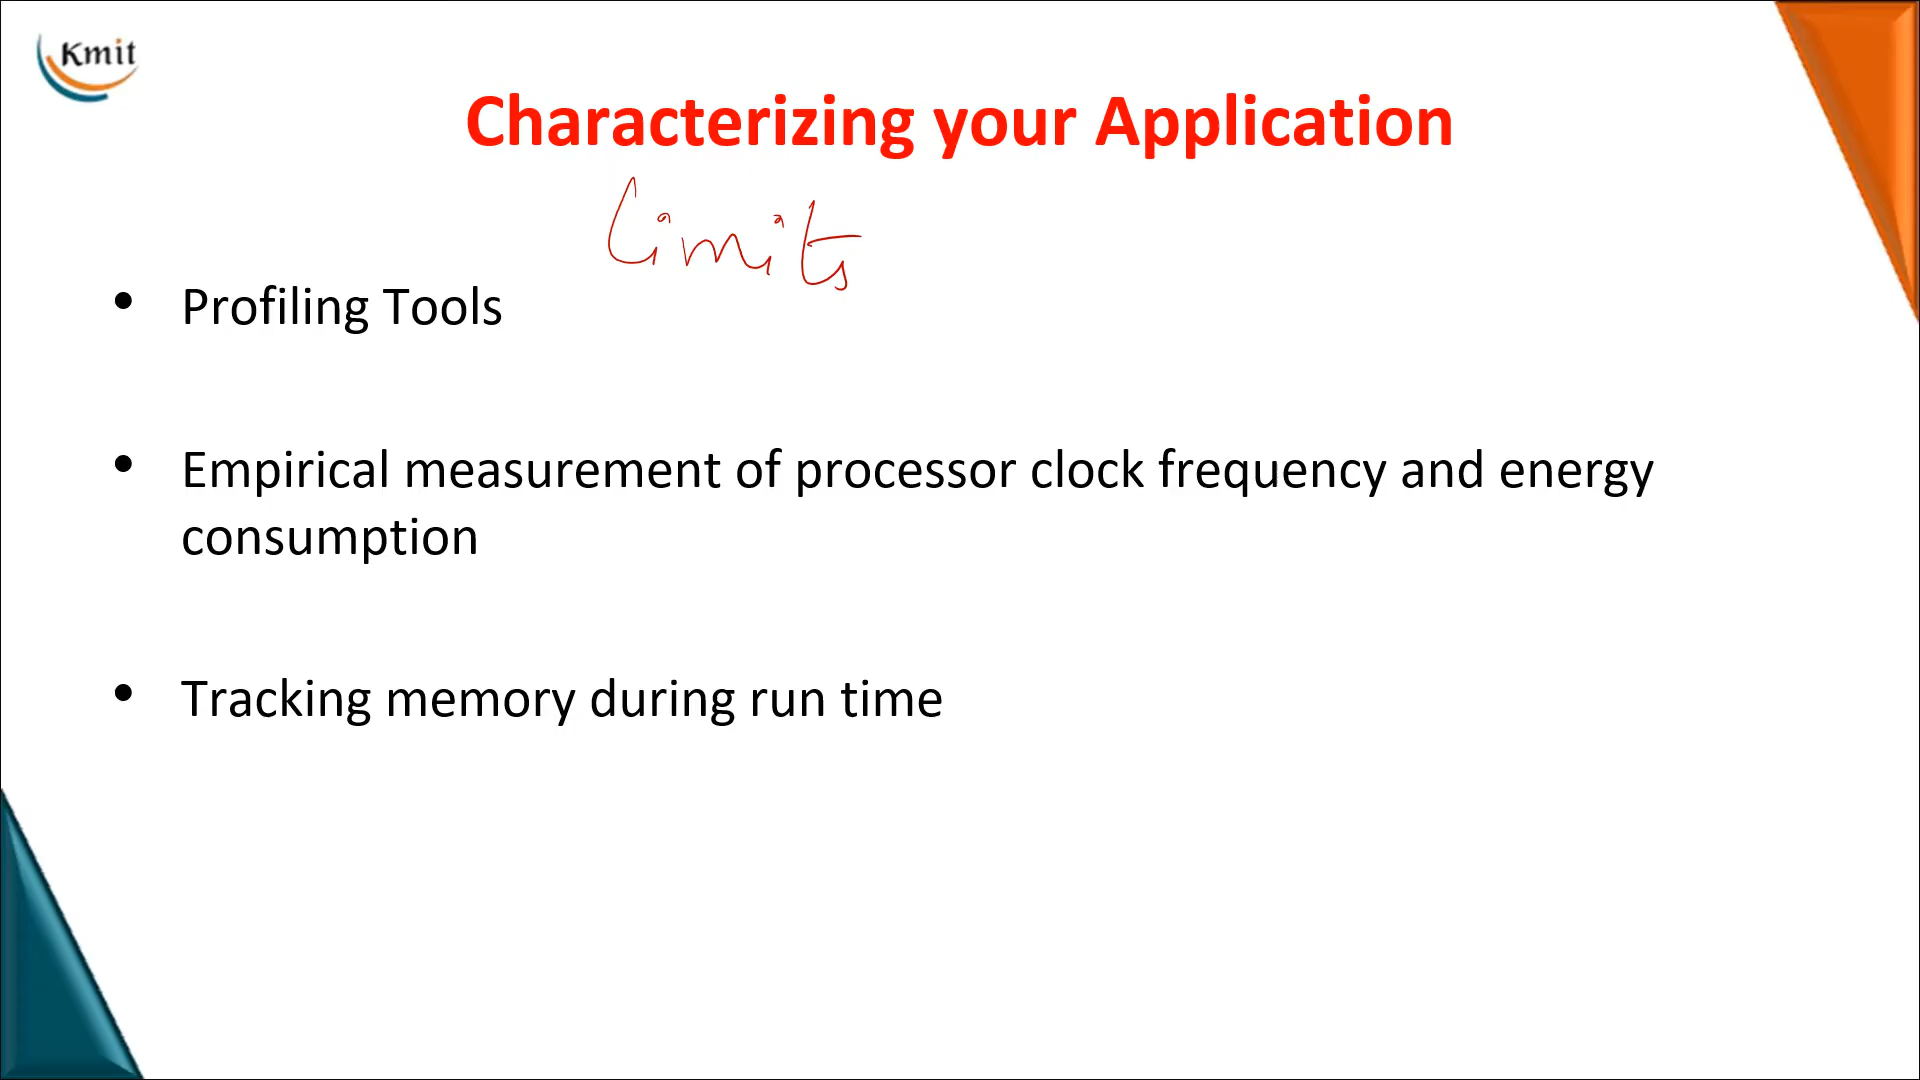 Kmit
Characterizing your Application
Limits
• Profiling Tools
• Empirical measurement of processor clock frequency and energy
consumption
• Tracking memory during run time